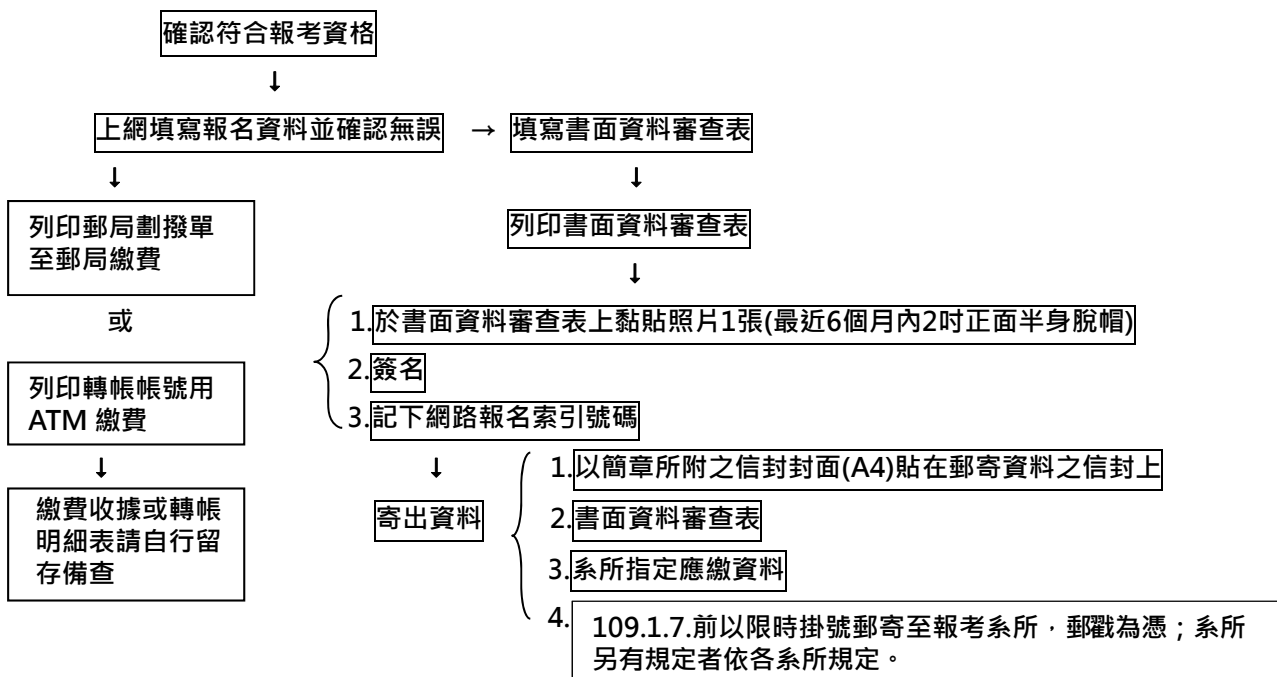 確認符合報考資格
↓
上網填寫報名資料並確認無誤 → 填寫書面資料審查表
↓
列印郵局劃撥單
至郵局繳費
或
列印轉帳帳號用
ATM 繳費
↓
繳費收據或轉帳
明細表請自行留
存備查
↓
列印書面資料審查表
↓
1.於書面資料審查表上黏貼照片1張(最近6個月內2吋正面半身脫帽)
2.簽名
3.記下網路報名索引號碼
↓
寄出資料
1.以簡章所附之信封封面(A4)貼在郵寄資料之信封上
2.書面資料審查表
3.系所指定應繳資料
4.109.1.7.前以限時掛號郵寄至報考系所，郵戳為憑；系所
另有規定者依各系所規定。